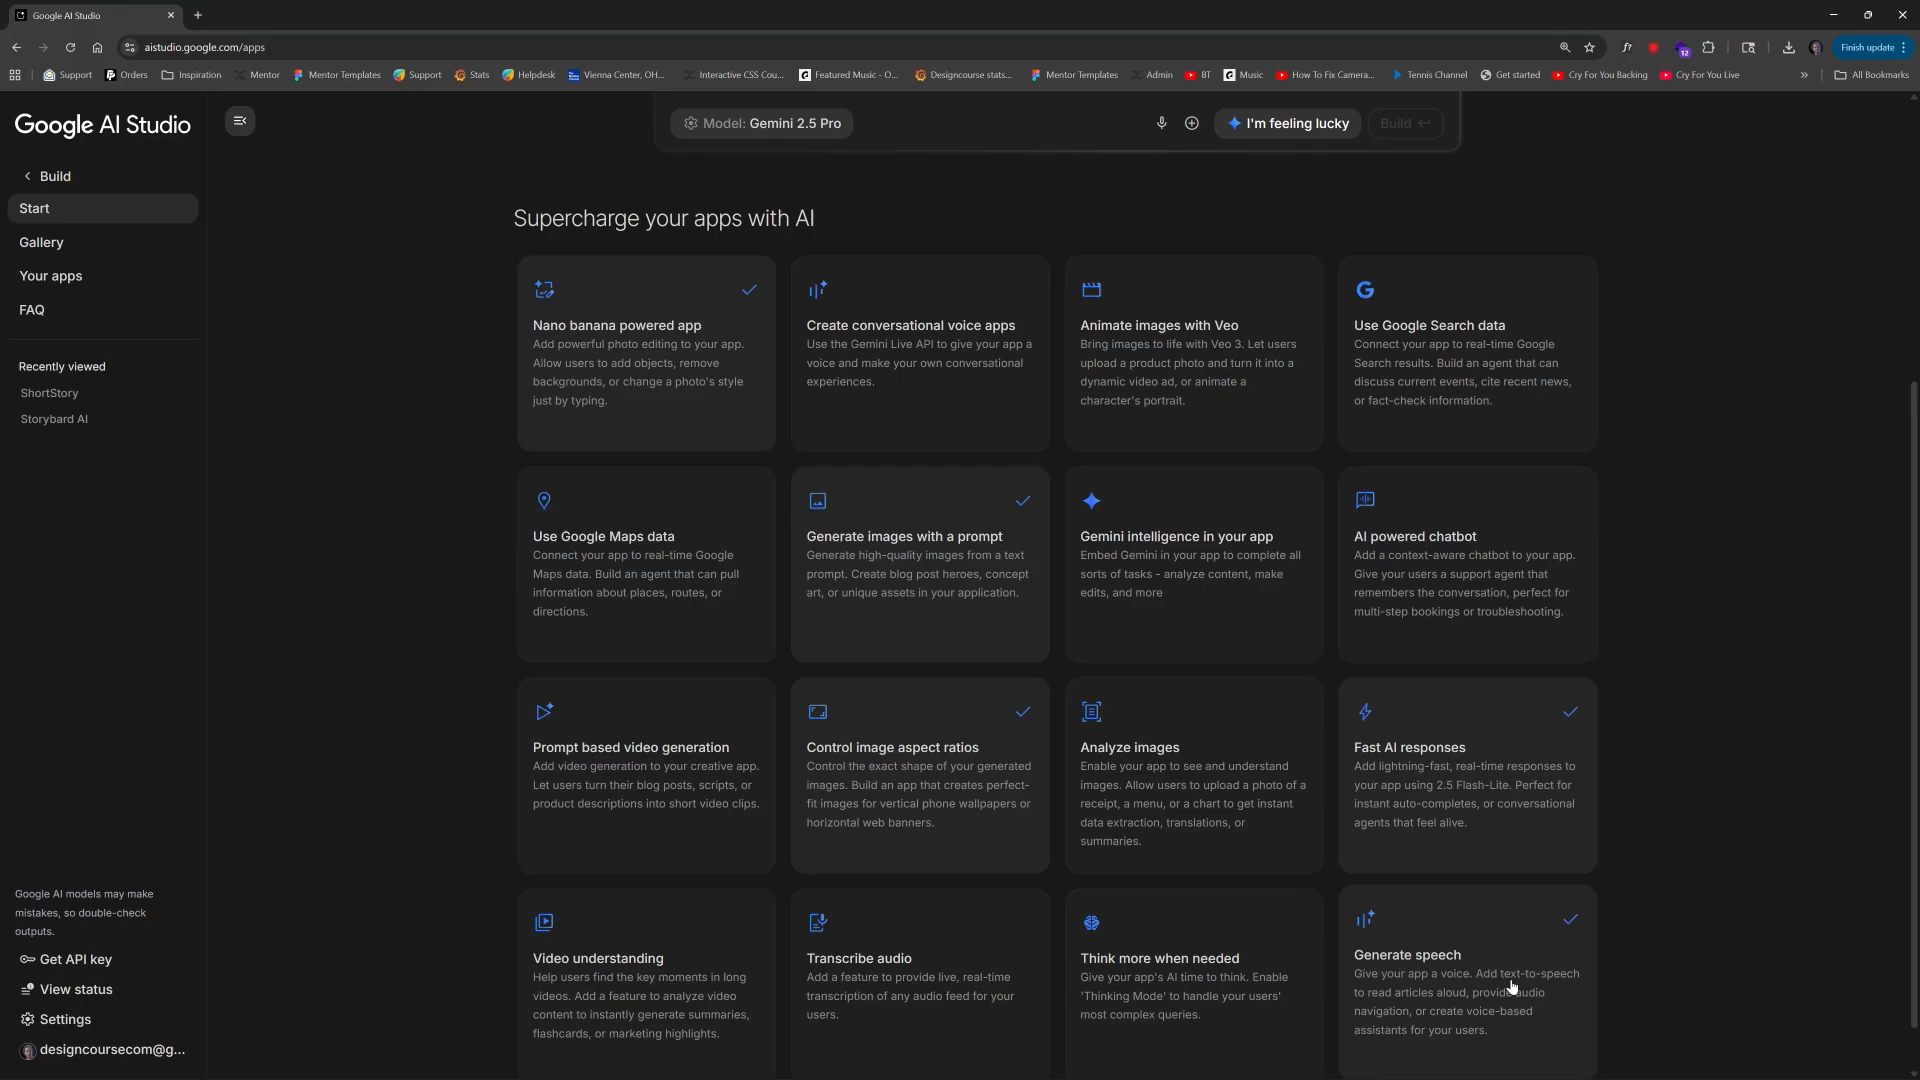 Google AI Studio
aistudio.google.com/apps
12
Finish update
Support
Orders
Inspiration
Mentor
Mentor Templates
Support
Stats
Helpdesk
Vienna Center, OH...
Interactive CSS Cou...
Featured Music - O...
Designcourse stats...
Mentor Templates
Admin
BT
Music
How To Fix Camera...
Tennis Channel
Get started
Cry For You Backing
Cry For You Live
»
All Bookmarks
Google AI Studio
Build
Start
Gallery
Your apps
FAQ
Recently viewed
ShortStory
Storybard AI
Google AI models may make
mistakes, so double-check
outputs.
Get API key
View status
Settings
designcoursecom@g...
Model: Gemini 2.5 Pro
I'm feeling lucky
Build
Supercharge your apps with AI
Nano banana powered app
Add powerful photo editing to your app.
Allow users to add objects, remove
backgrounds, or change a photo's style
just by typing.
Create conversational voice apps
Use the Gemini Live API to give your app a
voice and make your own conversational
experiences.
Animate images with Veo
Bring images to life with Veo 3. Let users
upload a product photo and turn it into a
dynamic video ad, or animate a
character's portrait.
Use Google Search data
Connect your app to real-time Google
Search results. Build an agent that can
discuss current events, cite recent news,
or fact-check information.
Use Google Maps data
Connect your app to real-time Google
Maps data. Build an agent that can pull
information about places, routes, or
directions.
Generate images with a prompt
Generate high-quality images from a text
prompt. Create blog post heroes, concept
art, or unique assets in your application.
Gemini intelligence in your app
Embed Gemini in your app to complete all
sorts of tasks - analyze content, make
edits, and more
AI powered chatbot
Add a context-aware chatbot to your app.
Give your users a support agent that
remembers the conversation, perfect for
multi-step bookings or troubleshooting.
Prompt based video generation
Add video generation to your creative app.
Let users turn their blog posts, scripts, or
product descriptions into short video clips.
Control image aspect ratios
Control the exact shape of your generated
images. Build an app that creates perfect-
fit images for vertical phone wallpapers or
horizontal web banners.
Analyze images
Enable your app to see and understand
images. Allow users to upload a photo of a
receipt, a menu, or a chart to get instant
data extraction, translations, or
summaries.
Fast AI responses
Add lightning-fast, real-time responses to
your app using 2.5 Flash-Lite. Perfect for
instant auto-completes, or conversational
agents that feel alive.
Video understanding
Help users find the key moments in long
videos. Add a feature to analyze video
content to instantly generate summaries,
flashcards, or marketing highlights.
Transcribe audio
Add a feature to provide live, real-time
transcription of any audio feed for your
users.
Think more when needed
Give your app's AI time to think. Enable
'Thinking Mode' to handle your users'
most complex queries.
Generate speech
Give your app a voice. Add text-to-speech
to read articles aloud, provide audio
navigation, or create voice-based
assistants for your users.